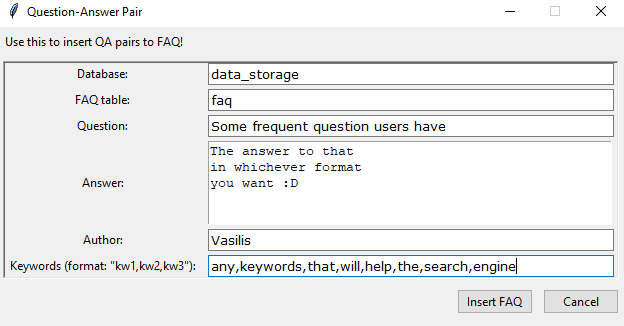 Question-Answer Pair
Use this to insert QA pairs to FAQ!
Database: data_storage
FAQ table: faq
Question: Some frequent question users have
Answer: The answer to that
in whichever format
you want :D
Author: Vasilis
Keywords (format: "kw1,kw2,kw3"): any,keywords,that,will,help,the,search,engine
Insert FAQ Cancel